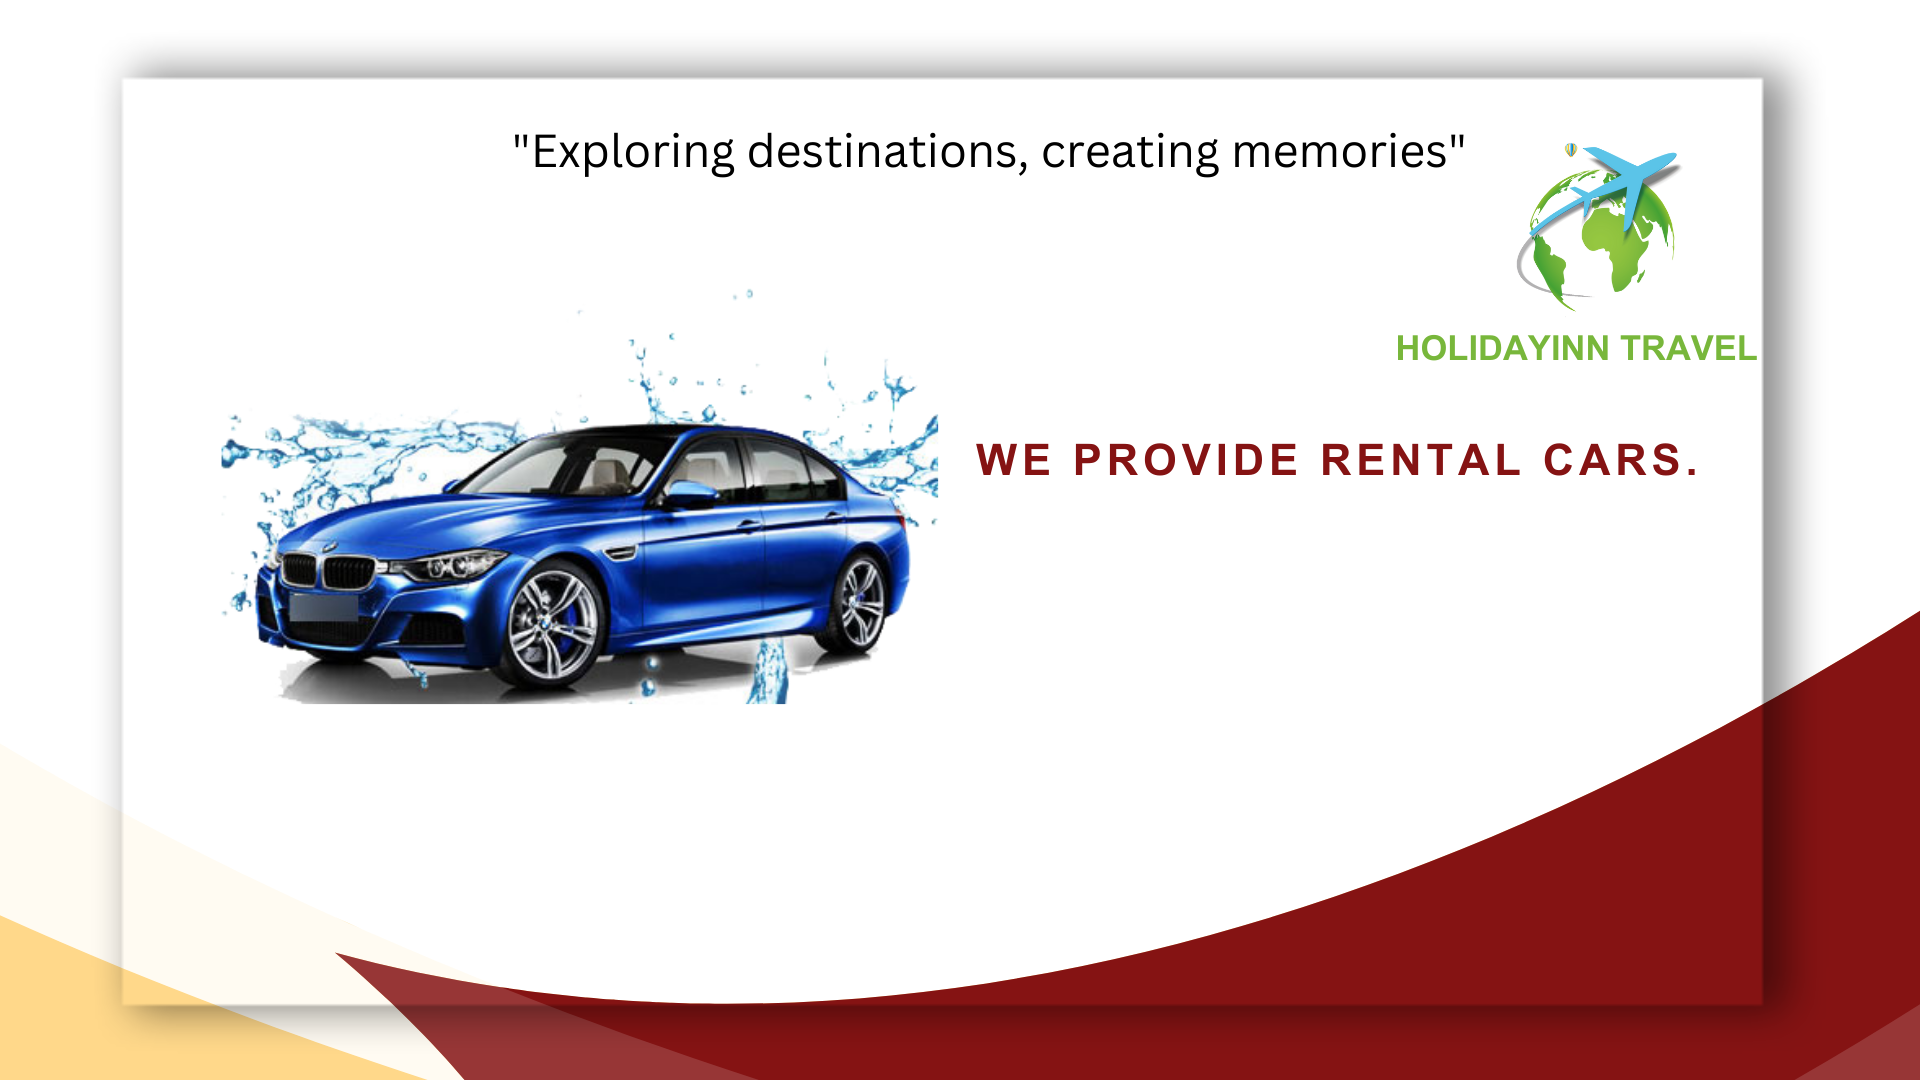 "Exploring destinations, creating memories"
HOLIDAYINN TRAVEL
WE PROVIDE RENTAL CARS.